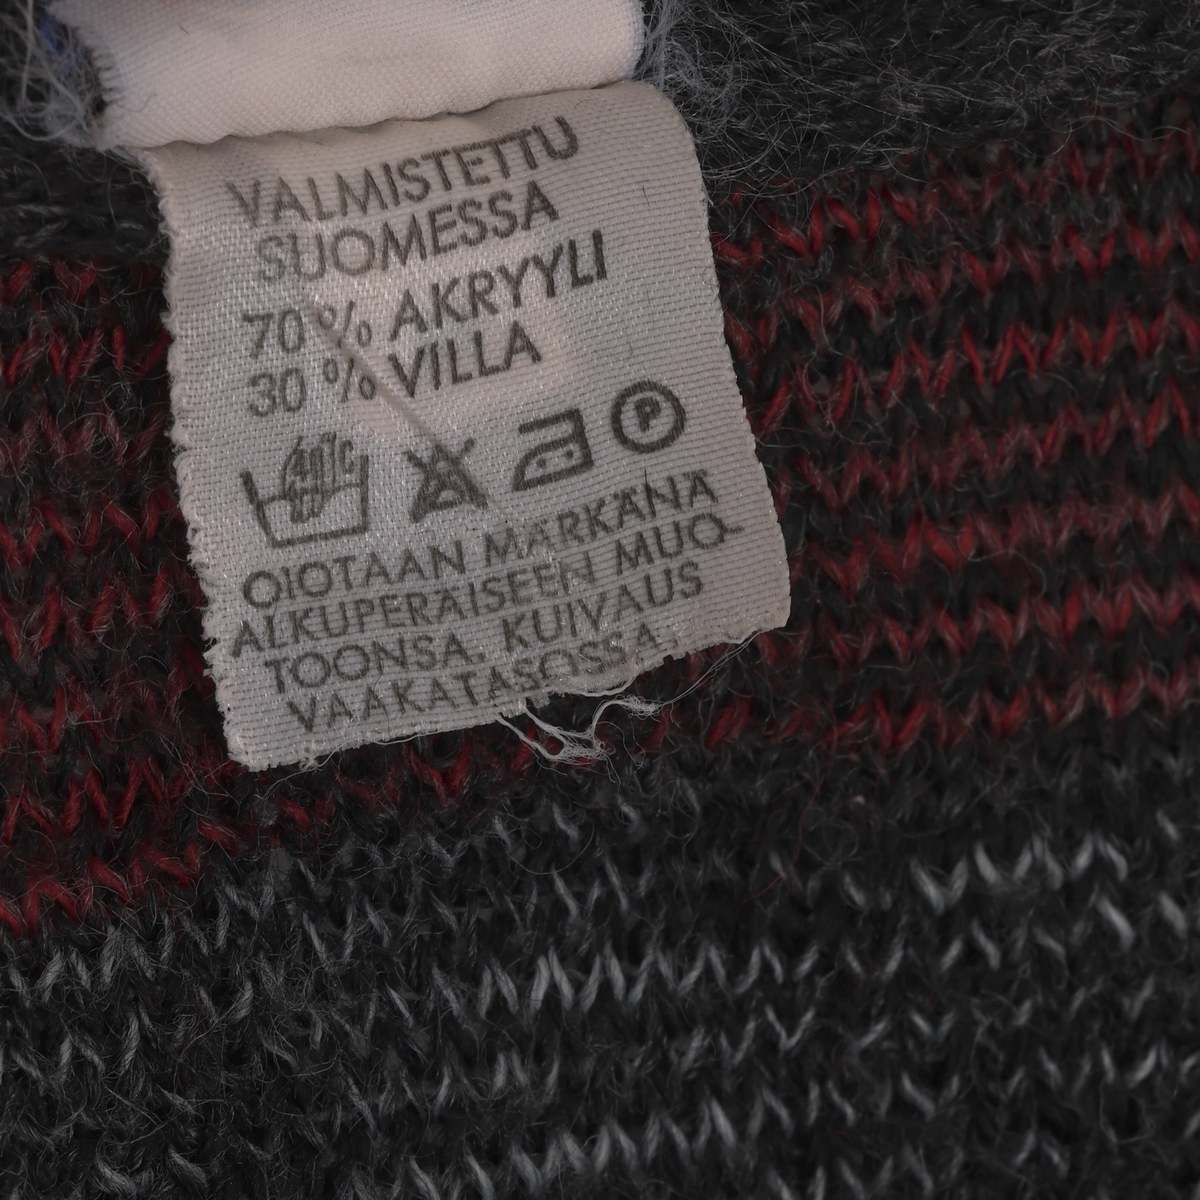 VALMISTETTU
SUOMESSA
70 % AKRYYLI
30 % VILLA
P
OIOTAAN MÄRKÄNÄ
ALKUPERÄISEEN MUO-
TOONSA. KUIVAUS
VAAKATASOSSA.